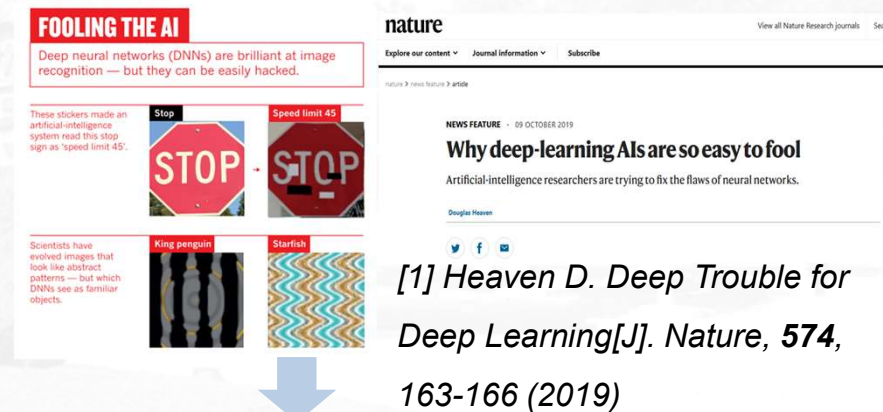 FOOLING THE AI
Deep neural networks (DNNs) are brilliant at image
recognition — but they can be easily hacked.
These stickers made an
artificial-intelligence
system read this stop
sign as ‘speed limit 45’.
Stop
STOP
Speed limit 45
STOP
Scientists have
evolved images that
look like abstract
patterns — but which
DNNs see as familiar
objects.
King penguin
Starfish
nature
View all Nature Research journals
Explore our content
Journal information
Subscribe
nature > news feature > article
NEWS FEATURE · 09 OCTOBER 2019
Why deep-learning AIs are so easy to fool
Artificial-intelligence researchers are trying to fix the flaws of neural networks.
Douglas Heaven
[1] Heaven D. Deep Trouble for
Deep Learning[J]. Nature, 574,
163-166 (2019)